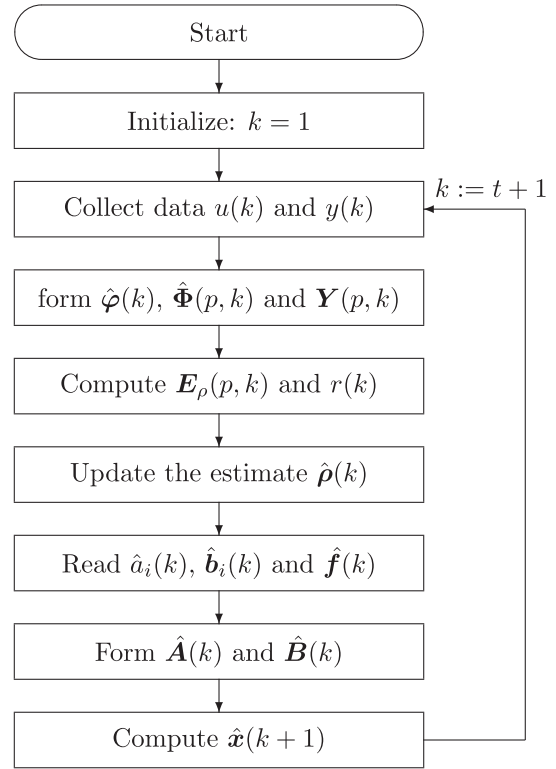 Start
Initialize: k = 1
k := t + 1
Collect data u(k) and y(k)
form φ̂(k), Φ̂(p, k) and Y(p, k)
Compute E_ρ(p, k) and r(k)
Update the estimate ρ̂(k)
Read â_i(k), b̂_i(k) and f̂(k)
Form Â(k) and B̂(k)
Compute x̂(k + 1)